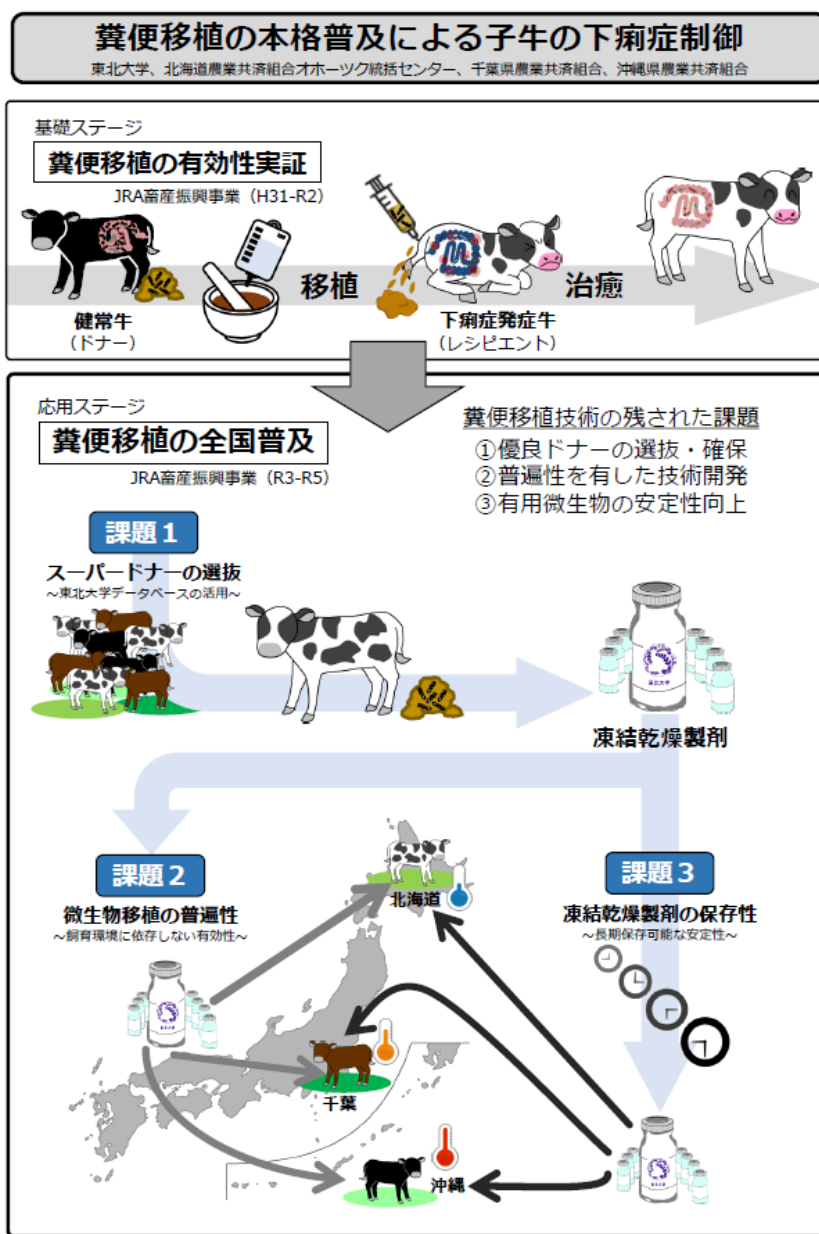 糞便移植の本格普及による子牛の下痢症制御
東北大学、北海道農業共済組合オホーツク統括センター、千葉県農業共済組合、沖縄県農業共済組合
基礎ステージ
糞便移植の有効性実証
JRA畜産振興事業（H31-R2）
移植
治癒
健常牛
（ドナー）
下痢症発症牛
（レシピエント）
応用ステージ
糞便移植の全国普及
JRA畜産振興事業（R3-R5）
糞便移植技術の残された課題
①優良ドナーの選抜・確保
②普遍性を有した技術開発
③有用微生物の安定性向上
課題１
スーパードナーの選抜
～東北大学データベースの活用～
東北大学
凍結乾燥製剤
課題２
微生物移植の普遍性
～飼育環境に依存しない有効性～
課題３
凍結乾燥製剤の保存性
～長期保存可能な安定性～
北海道
千葉
沖縄